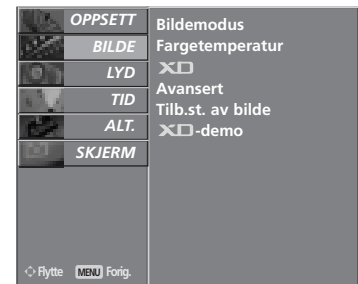 OPPSETT
BILDE
LYD
TID
ALT.
SKJERM
Bildemodus
Fargetemperatur
XD
Avansert
Tilb.st. av bilde
XD-demo
Flytte MENU Forig.